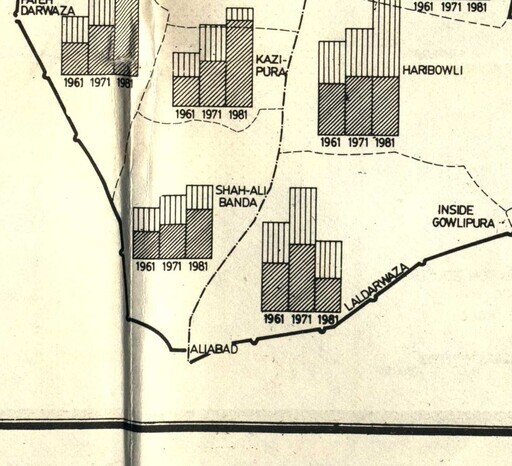 FATEH
DARWAZA
1961 1971 1981
1961 1971 1981
KAZI-
PURA
1961 1971 1981
HARIBOWLI
1961 1971 1981
SHAH-ALI
BANDA
1961 1971 1981
INSIDE
GOWLIPURA
1961 1971 1981
LALDARWAZA
ALIABAD